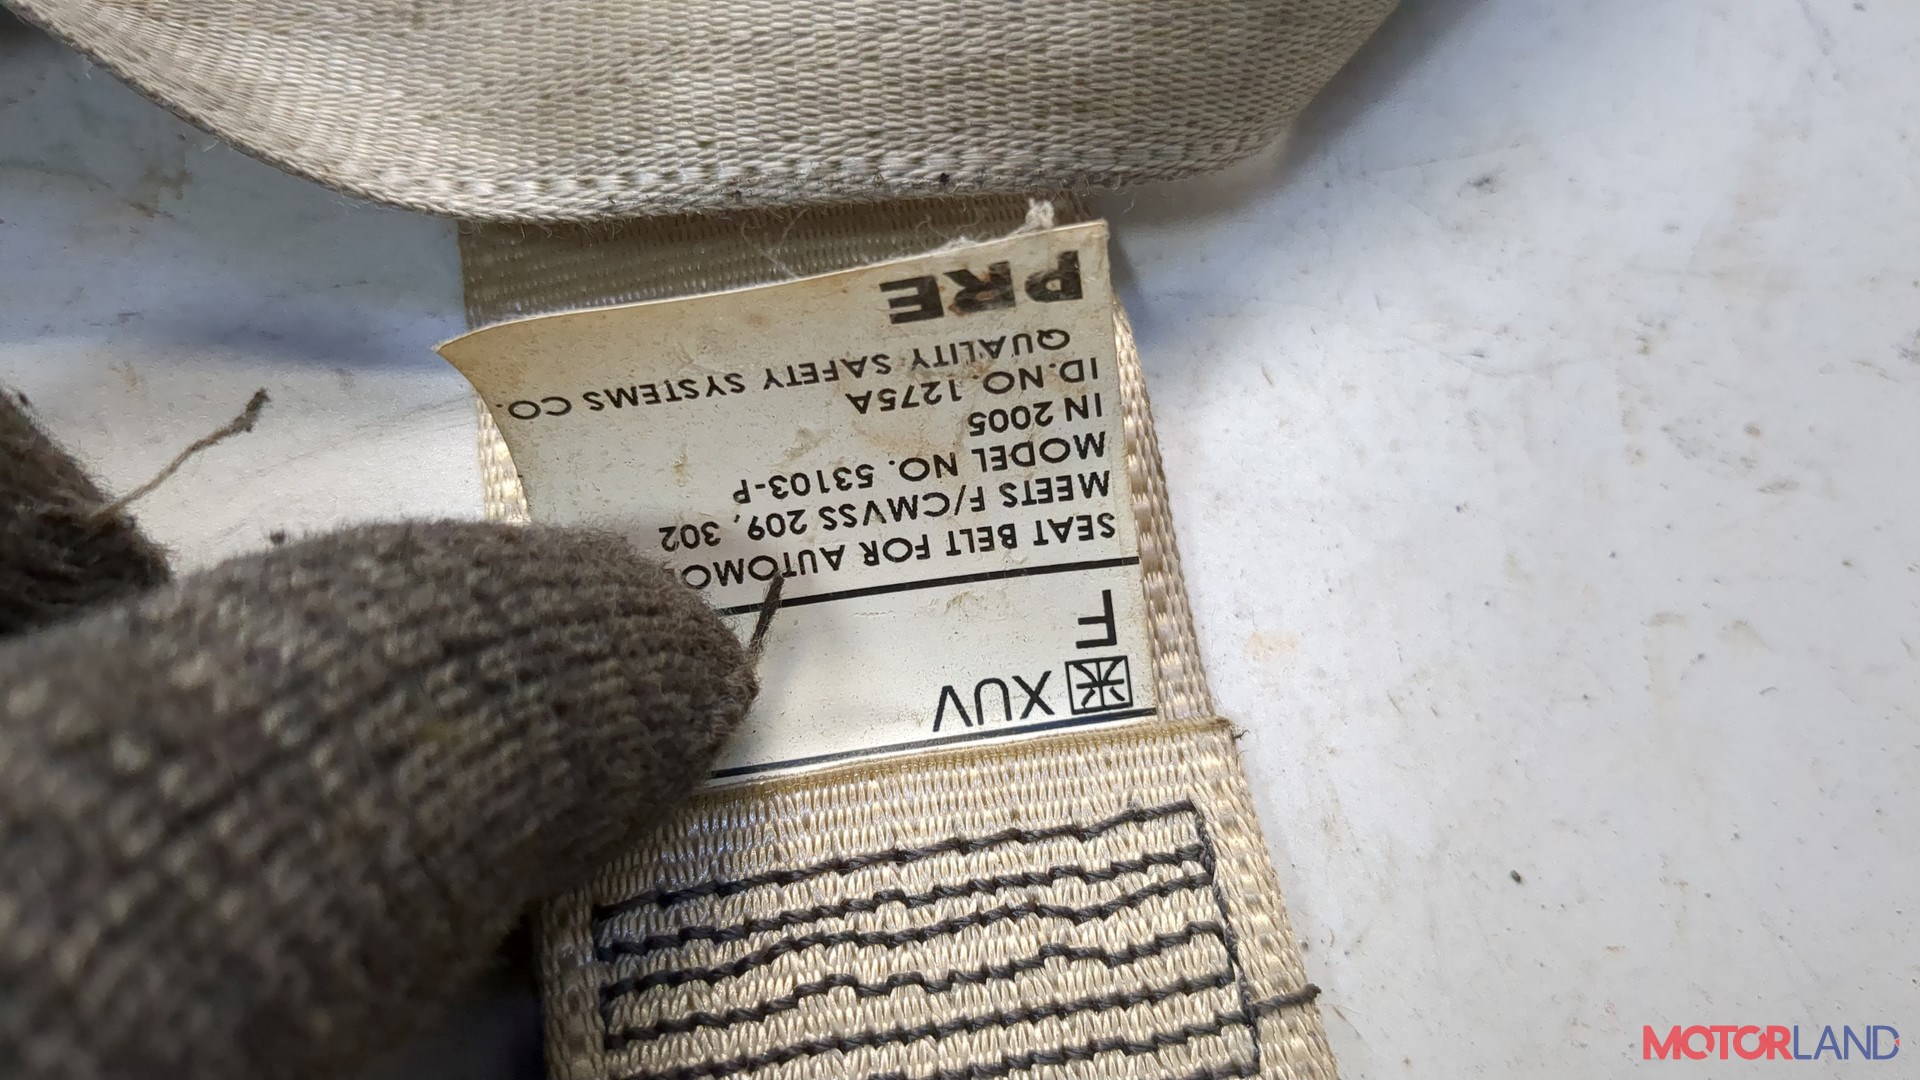 XUV
F
SEAT BELT FOR AUTOMO
MEETS F/CMVSS 209, 302
MODEL NO. 53103-P
IN 2005
ID.NO. 1275A
QUALITY SAFETY SYSTEMS CO.
PRE
MOTORLAND